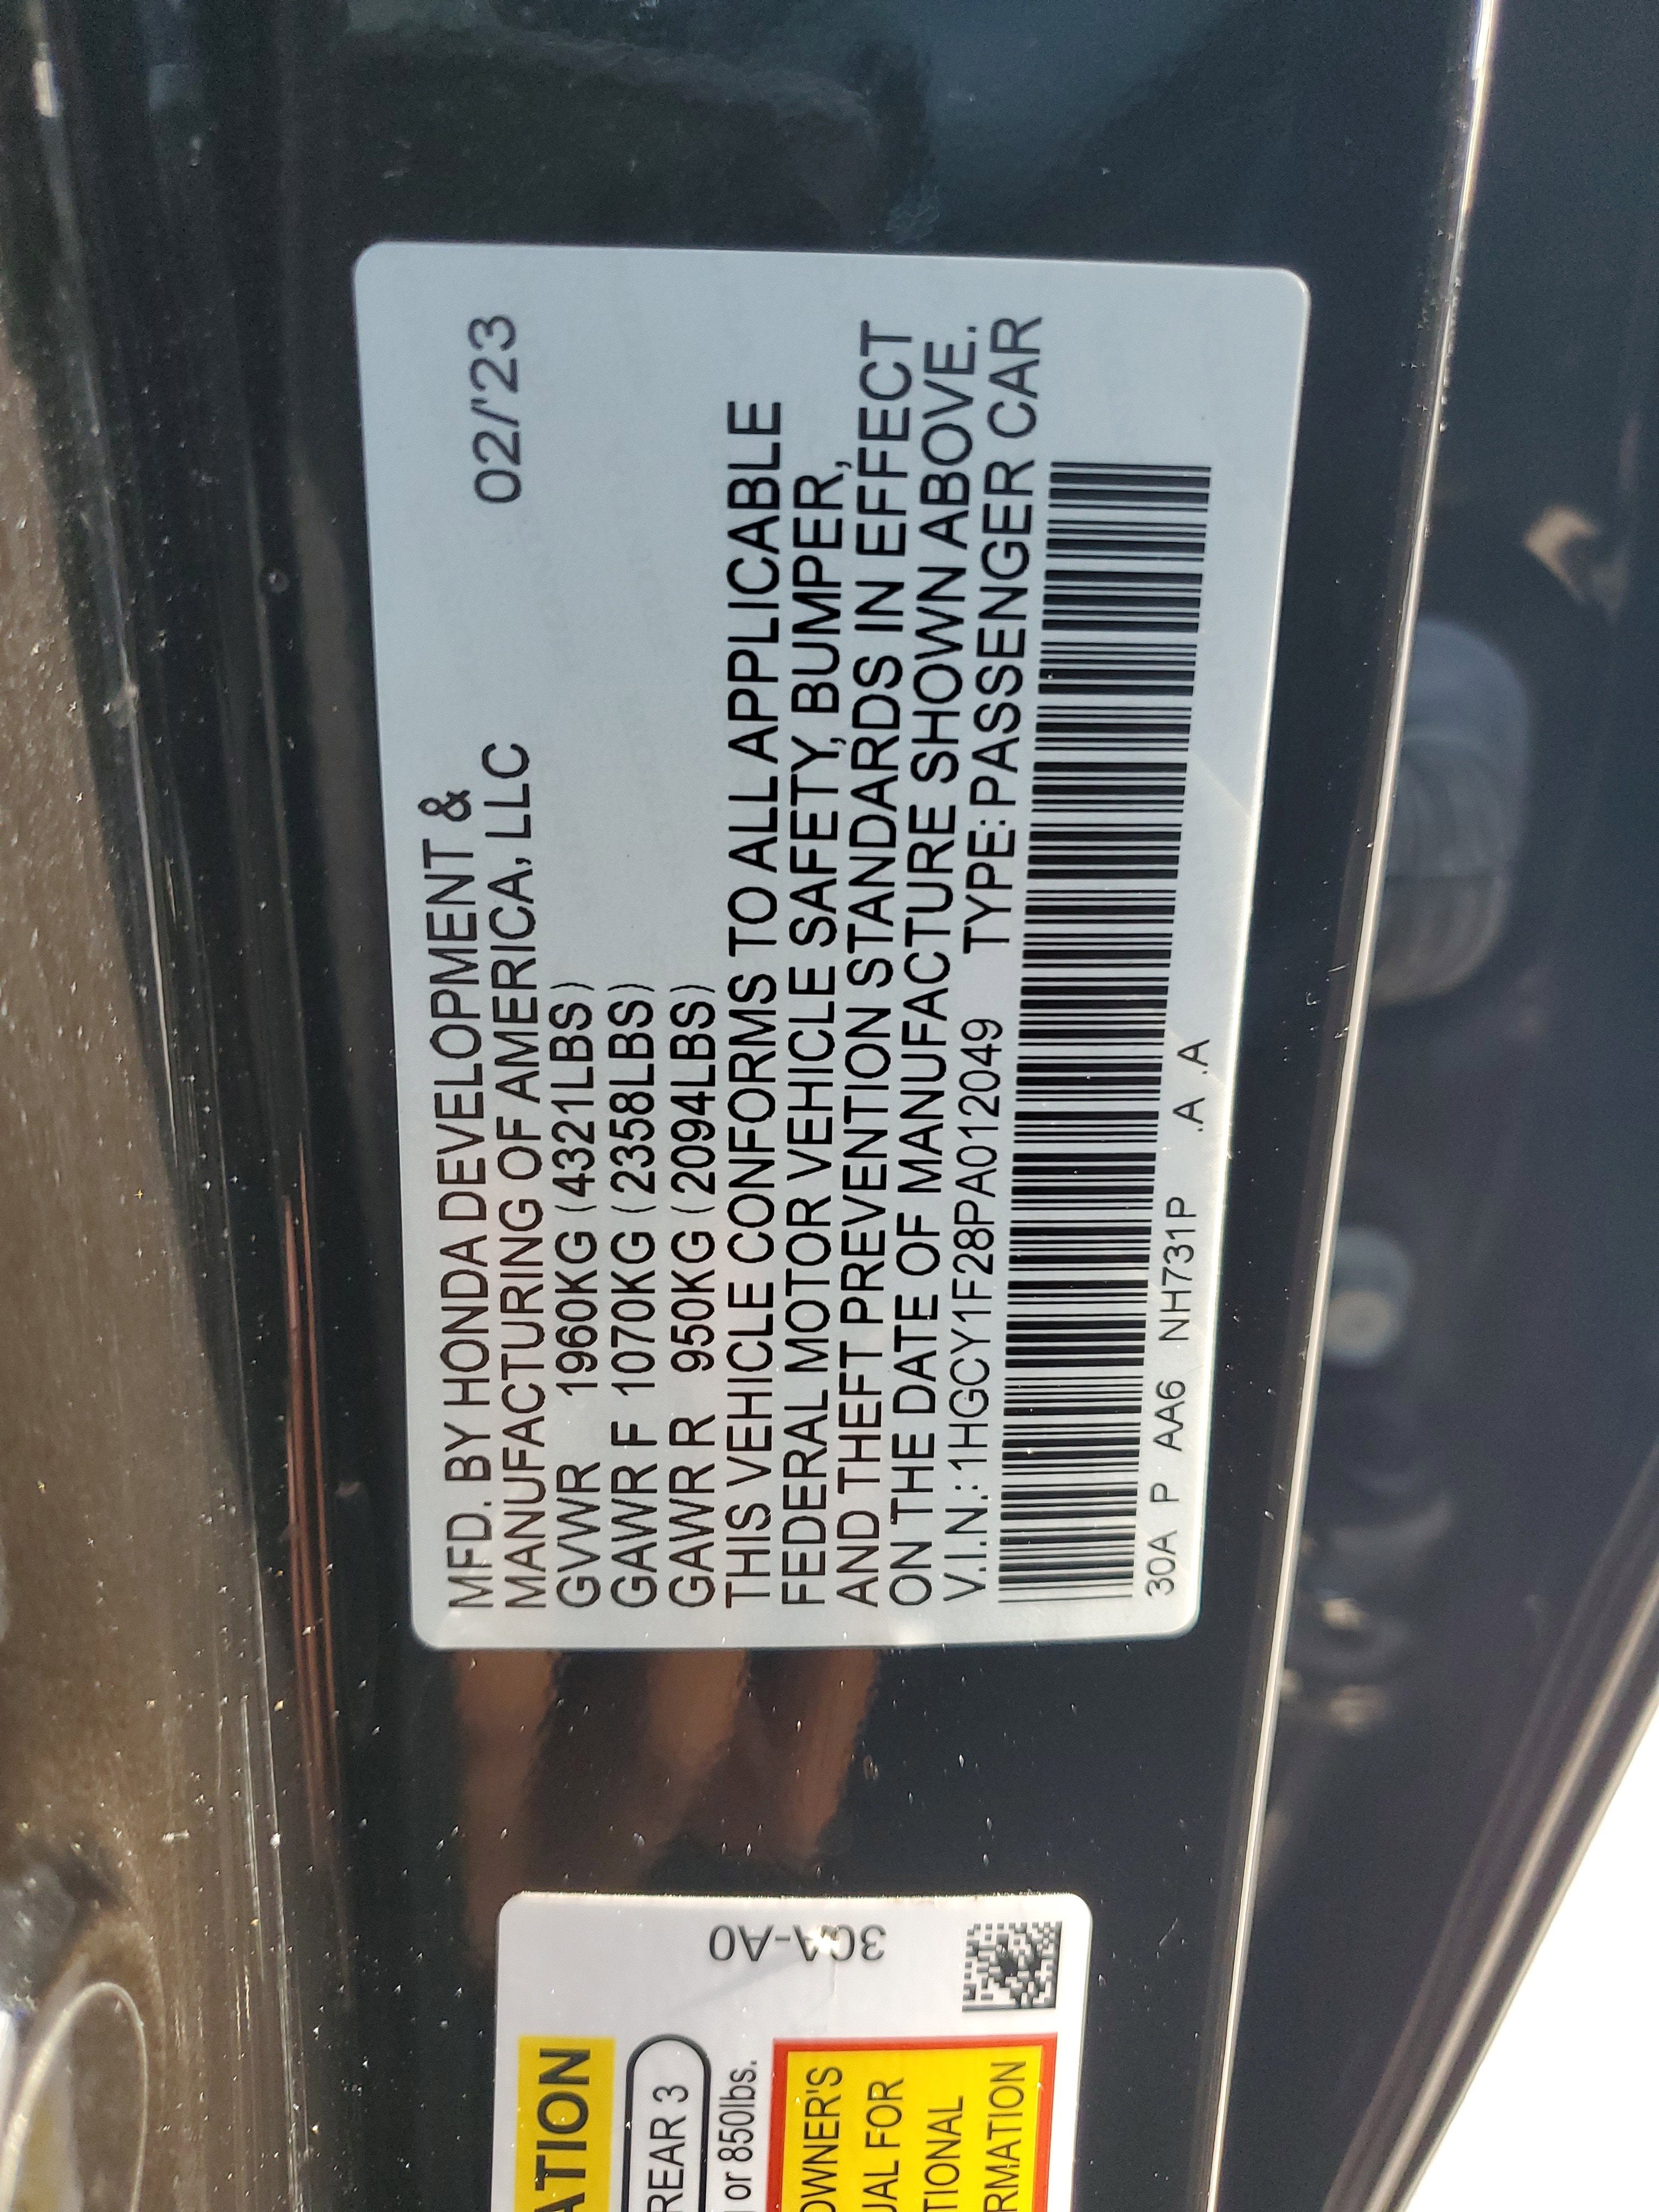 MFD. BY HONDA DEVELOPMENT &
MANUFACTURING OF AMERICA, LLC 02/'23
GVWR 1960KG (4321LBS)
GAWR F 1070KG (2358LBS)
GAWR R 950KG (2094LBS)
THIS VEHICLE CONFORMS TO ALL APPLICABLE
FEDERAL MOTOR VEHICLE SAFETY, BUMPER,
AND THEFT PREVENTION STANDARDS IN EFFECT
ON THE DATE OF MANUFACTURE SHOWN ABOVE.
V.I.N.: 1HGCY1F28PA012049 TYPE: PASSENGER CAR
30A P AA6 NH731P .A .A
30A-A0
ATION
REAR 3
or 850lbs.
OWNER'S
UAL FOR
TIONAL
RMATION